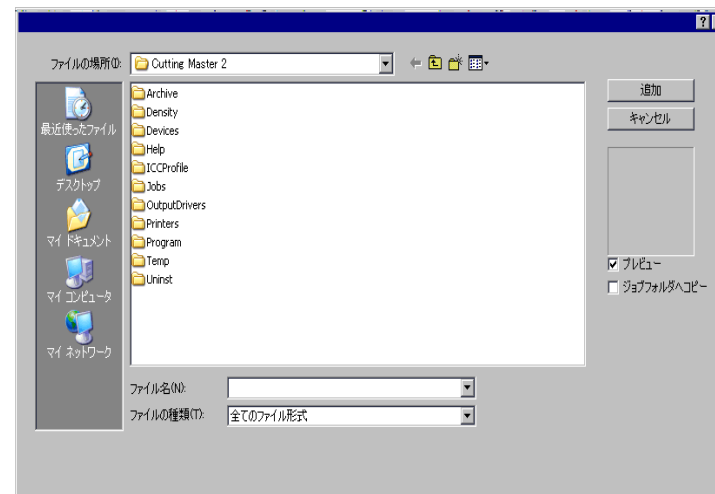 ファイルの場所(I):
Cutting Master 2
最近使ったファイル
デスクトップ
マイ ドキュメント
マイ コンピュータ
マイ ネットワーク
Archive
Density
Devices
Help
ICCProfile
Jobs
OutputDrivers
Printers
Program
Temp
Uninst
追加
キャンセル
プレビュー
ジョブフォルダへコピー
ファイル名(N):
ファイルの種類(T):
全てのファイル形式